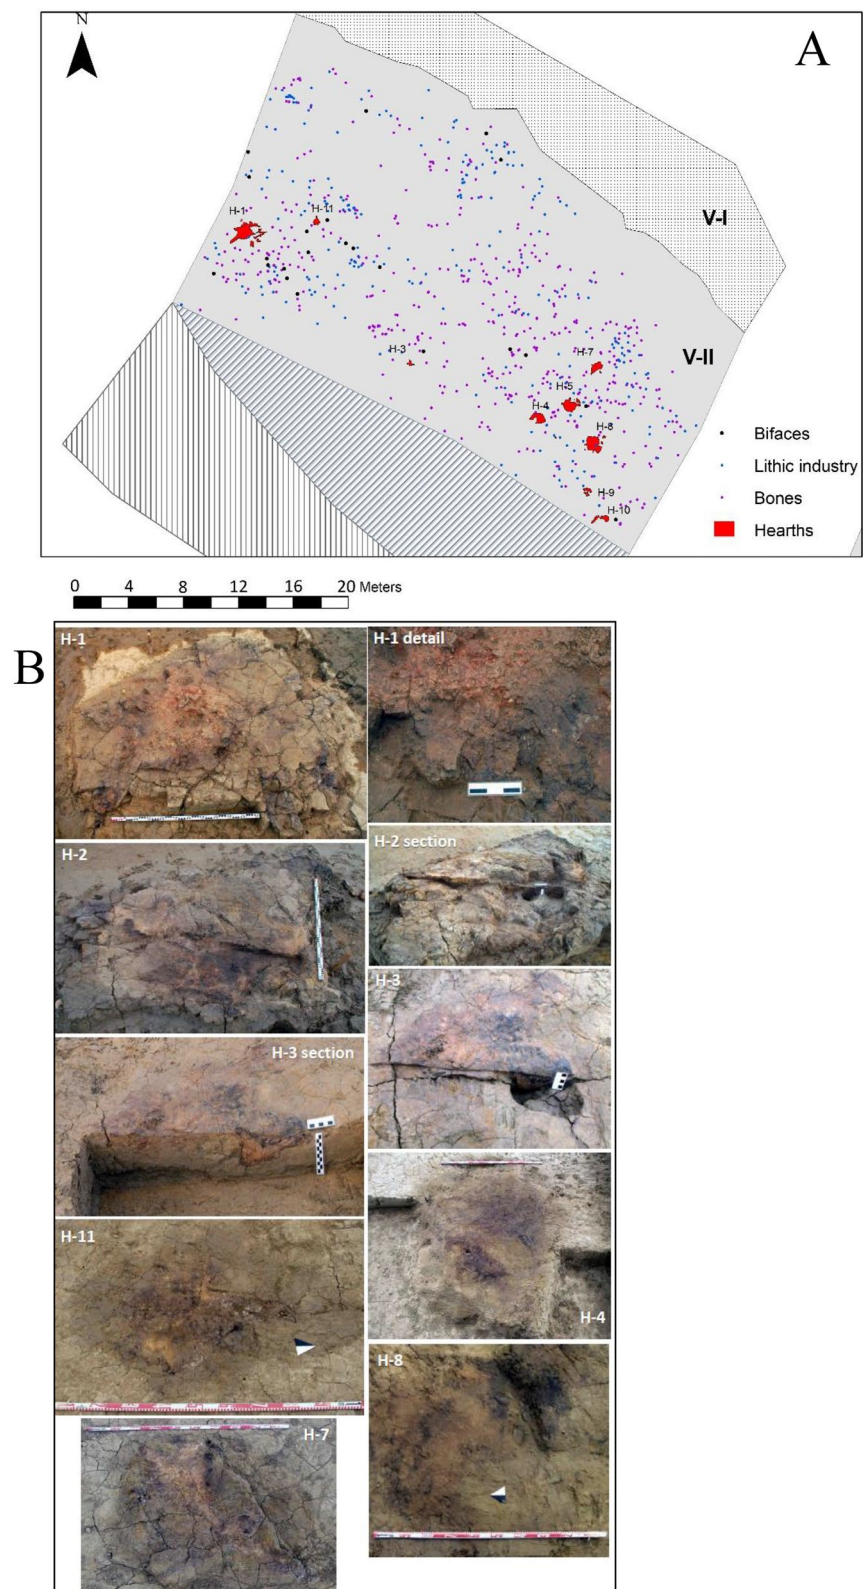 N
A
V-I
H-1
H-11
H-3
H-7
V-II
H-5
H-4
H-8
H-9
H-10
Bifaces
Lithic industry
Bones
Hearths
0 4 8 12 16 20 Meters
B
H-1
H-1 detail
H-2
H-2 section
H-3
H-3 section
H-11
H-4
H-8
H-7